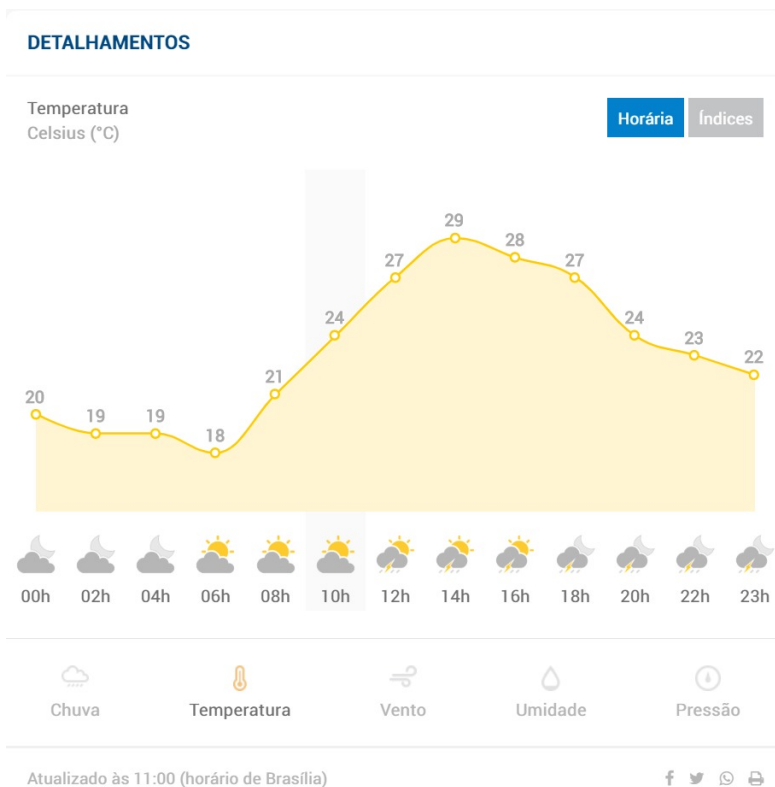 DETALHAMENTOS
Temperatura
Celsius (°C)
Horária Índices
20 19 19 18 21 24 27 29 28 27 24 23 22
00h 02h 04h 06h 08h 10h 12h 14h 16h 18h 20h 22h 23h
Chuva Temperatura Vento Umidade Pressão
Atualizado às 11:00 (horário de Brasília)